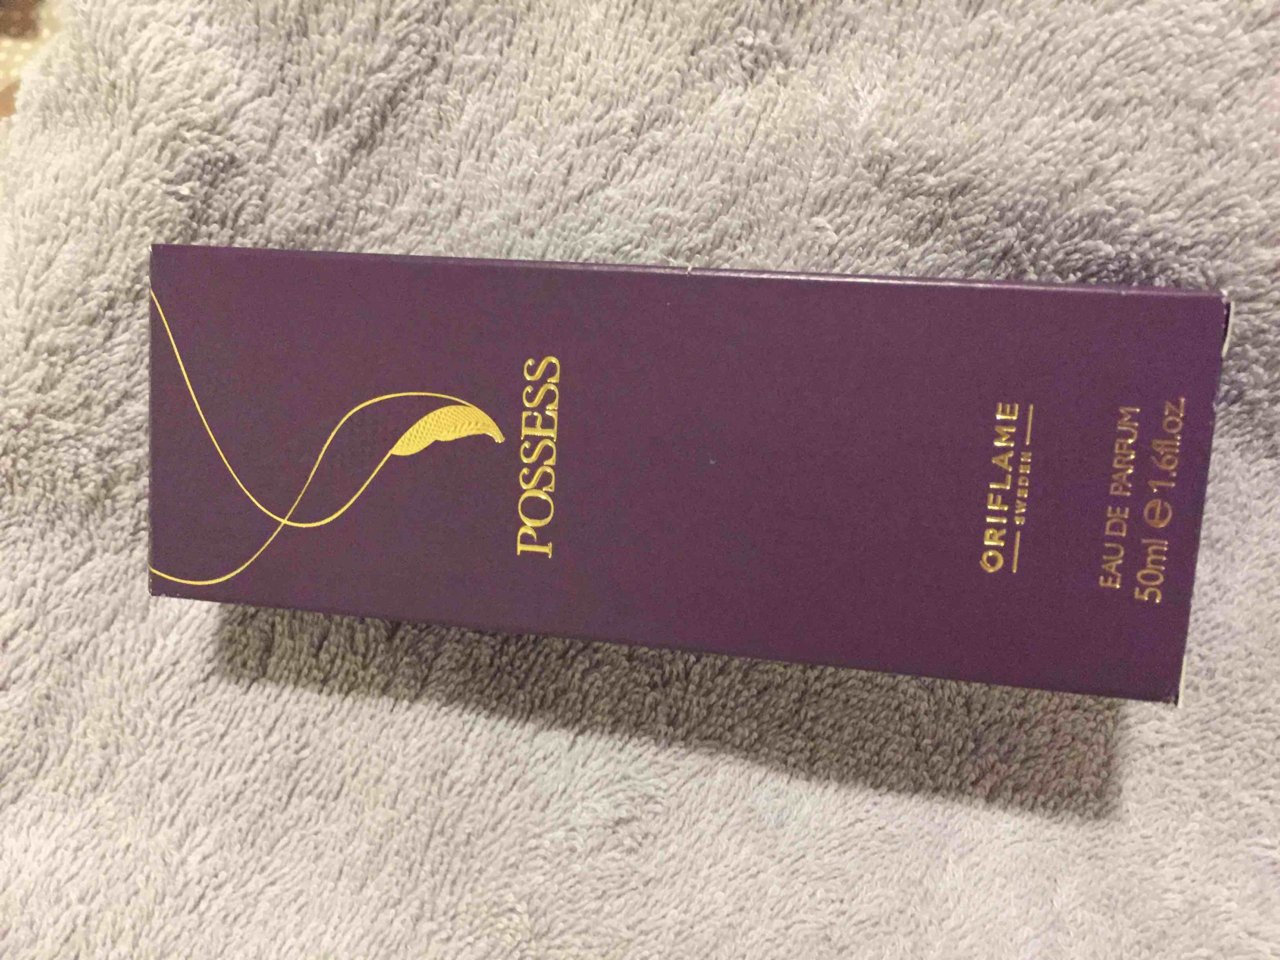 POSSESS
ORIFLAME
SWEDEN
EAU DE PARFUM
50ml ℮ 1.6fl.oz